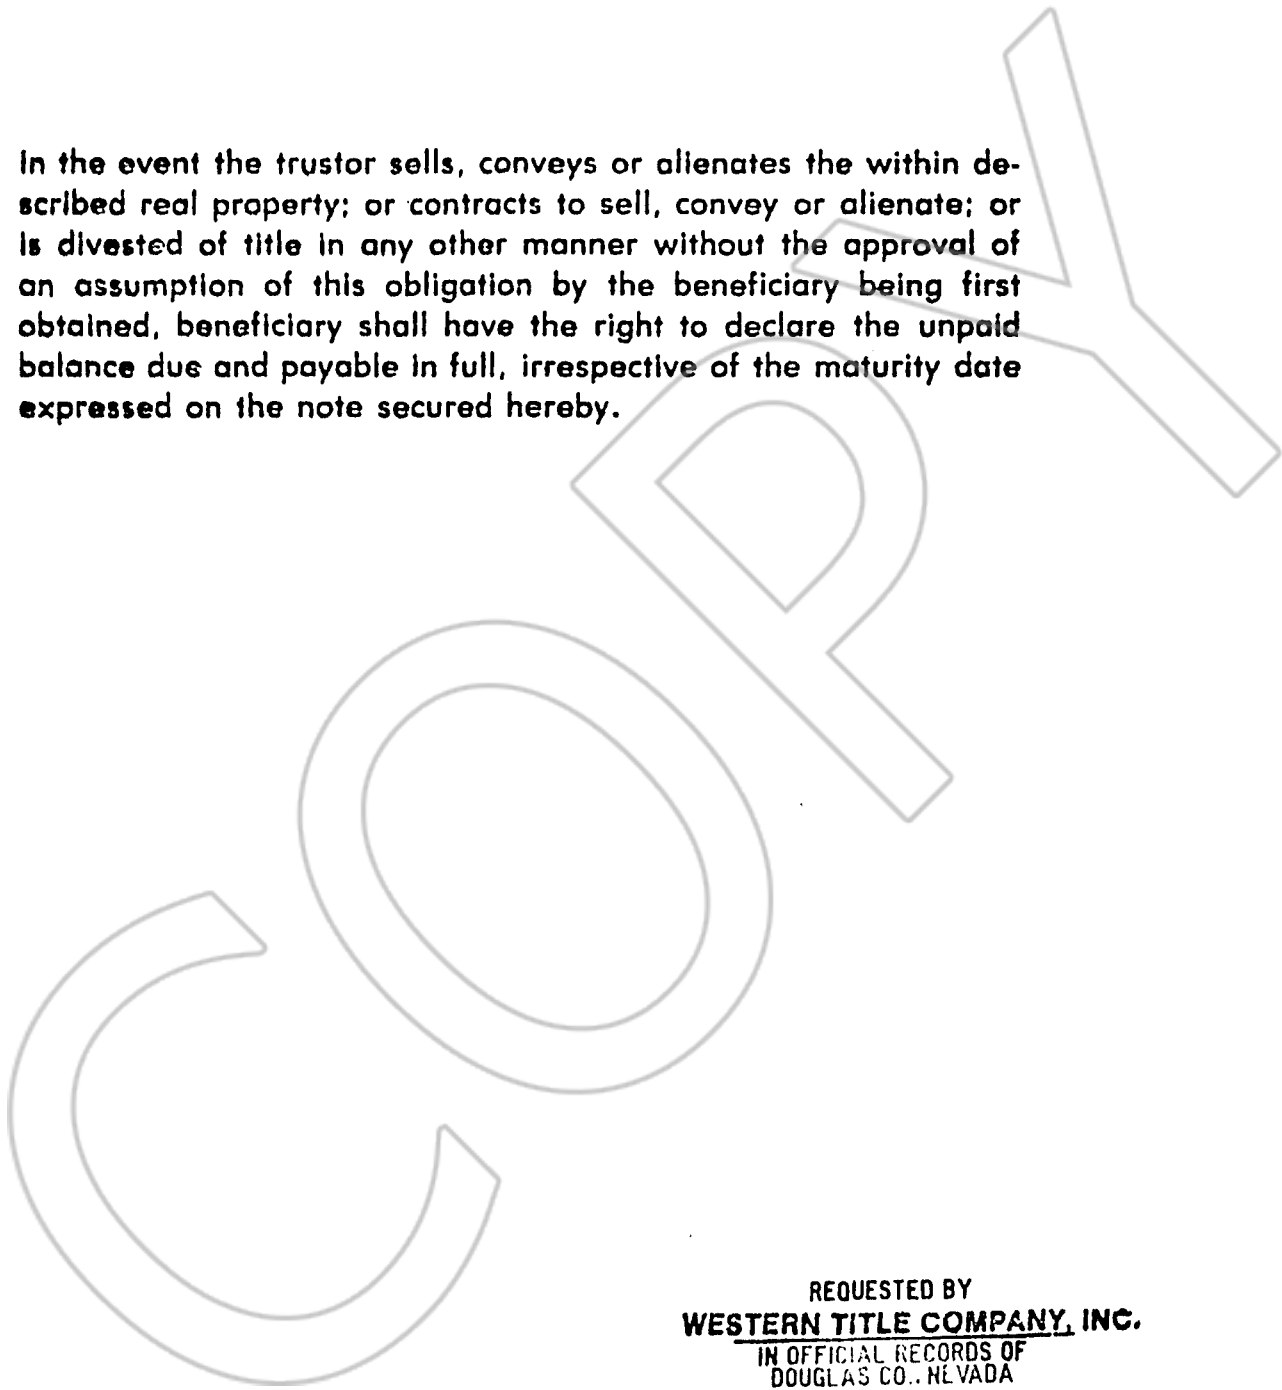 In the event the trustor sells, conveys or alienates the within de-
scribed real property; or contracts to sell, convey or alienate; or
is divested of title in any other manner without the approval of
an assumption of this obligation by the beneficiary being first
obtained, beneficiary shall have the right to declare the unpaid
balance due and payable in full, irrespective of the maturity date
expressed on the note secured hereby.
COPY
REQUESTED BY
WESTERN TITLE COMPANY, INC.
IN OFFICIAL RECORDS OF
DOUGLAS CO., NEVADA